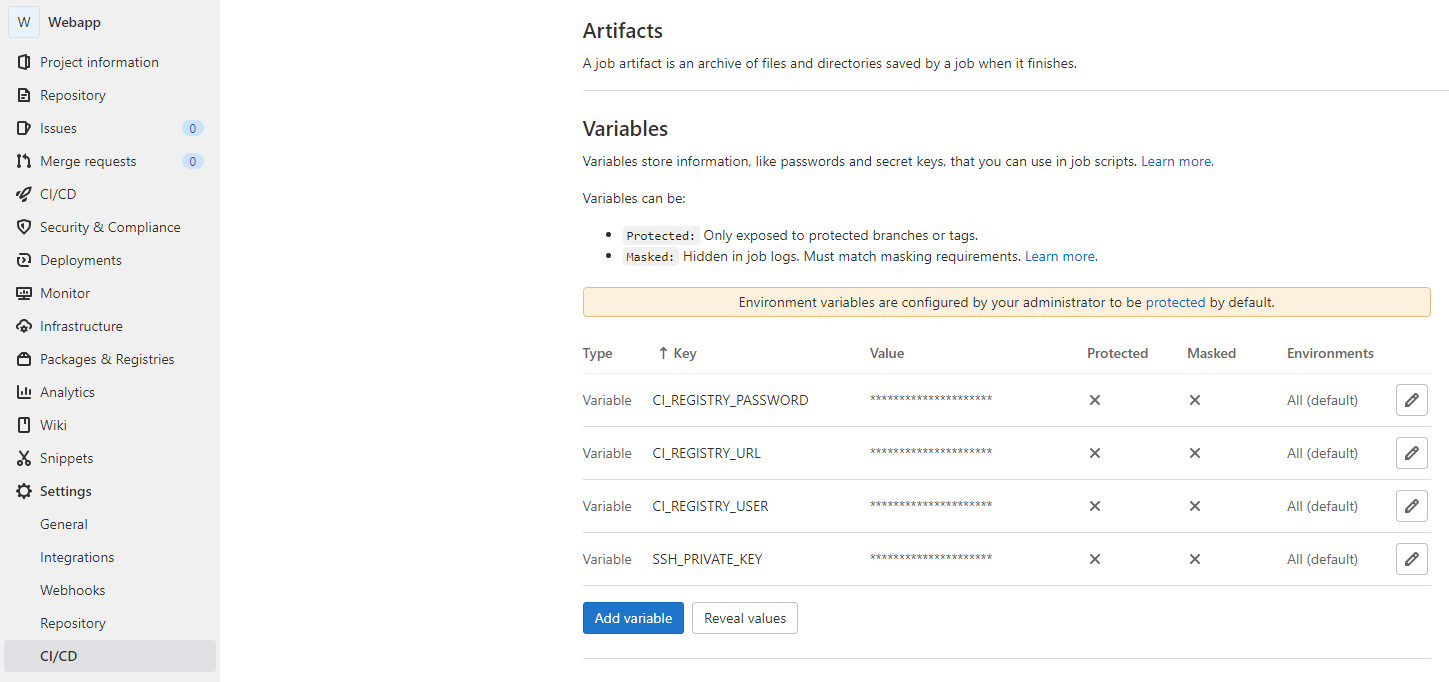 W Webapp
Project information
Repository
Issues 0
Merge requests 0
CI/CD
Security & Compliance
Deployments
Monitor
Infrastructure
Packages & Registries
Analytics
Wiki
Snippets
Settings
General
Integrations
Webhooks
Repository
CI/CD
Artifacts
A job artifact is an archive of files and directories saved by a job when it finishes.
Variables
Variables store information, like passwords and secret keys, that you can use in job scripts. Learn more.
Variables can be:
Protected: Only exposed to protected branches or tags.
Masked: Hidden in job logs. Must match masking requirements. Learn more.
Environment variables are configured by your administrator to be protected by default.
Type ↑ Key Value Protected Masked Environments
Variable CI_REGISTRY_PASSWORD ********************* All (default)
Variable CI_REGISTRY_URL ********************* All (default)
Variable CI_REGISTRY_USER ********************* All (default)
Variable SSH_PRIVATE_KEY ********************* All (default)
Add variable Reveal values